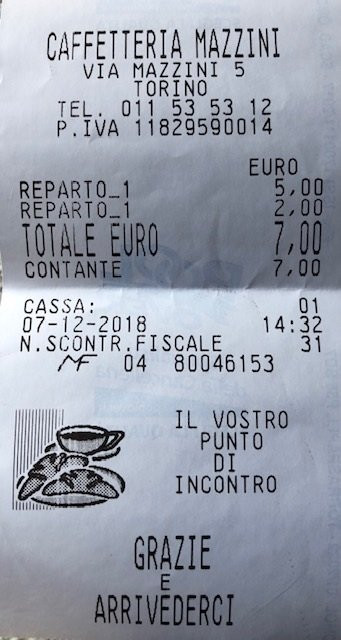 CAFFETTERIA MAZZINI
VIA MAZZINI 5
TORINO
TEL. 011 53 53 12
P.IVA 11829590014
EURO
REPARTO_1 5,00
REPARTO_1 2,00
TOTALE EURO 7,00
CONTANTE 7,00
CASSA: 01
07-12-2018 14:32
N.SCONTR.FISCALE 31
MF 04 80046153
IL VOSTRO
PUNTO
DI
INCONTRO
GRAZIE
E
ARRIVEDERCI